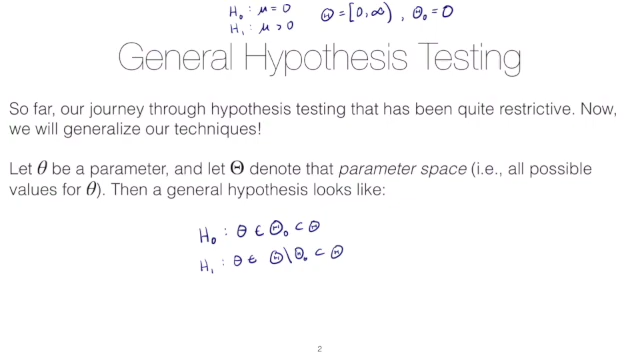 H₀ : μ = 0 Θ = [0, ∞) , Θ₀ = 0
H₁ : μ > 0
General Hypothesis Testing
So far, our journey through hypothesis testing that has been quite restrictive. Now,
we will generalize our techniques!
Let θ be a parameter, and let Θ denote that parameter space (i.e., all possible
values for θ). Then a general hypothesis looks like:
H₀ : θ ∈ Θ₀ ⊂ Θ
H₁ : θ ∈ Θ\Θ₀ ⊂ Θ
2